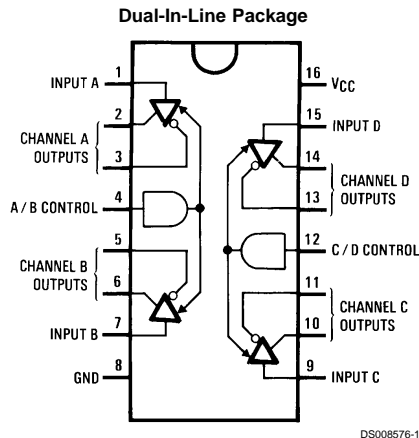 Dual-In-Line Package
INPUT A 1
2
CHANNEL A
OUTPUTS
3
A / B CONTROL 4
5
CHANNEL B
OUTPUTS
6
INPUT B 7
GND 8
16 VCC
15 INPUT D
14
CHANNEL D
OUTPUTS
13
12 C / D CONTROL
11
CHANNEL C
OUTPUTS
10
9 INPUT C
DS008576-1